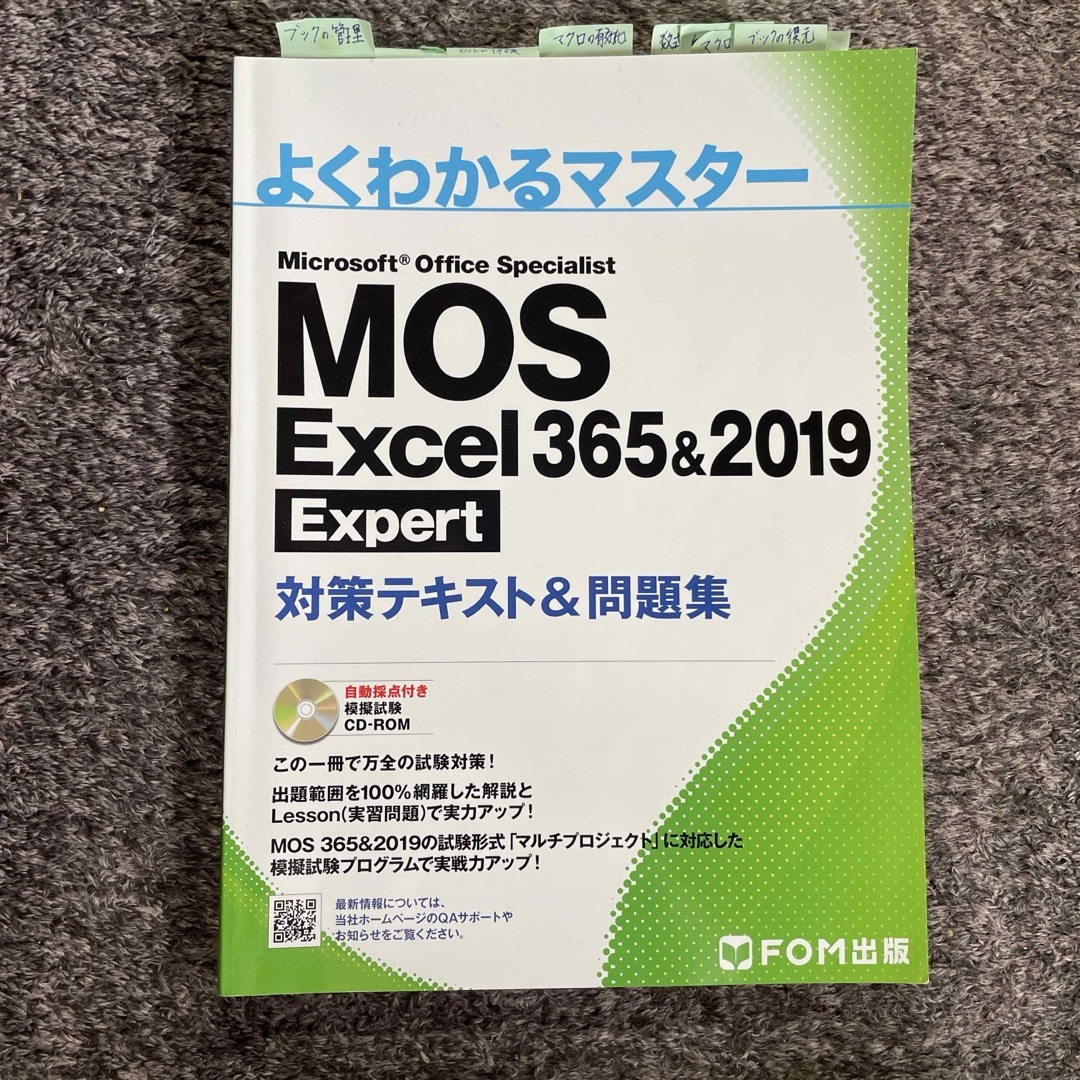 ブックの管理
マクロの有効化
マクロ
ブックの復元
よくわかるマスター
Microsoft® Office Specialist
MOS
Excel 365&2019
Expert
対策テキスト&問題集
自動採点付き
模擬試験
CD-ROM
この一冊で万全の試験対策!
出題範囲を100%網羅した解説と
Lesson(実習問題)で実力アップ!
MOS 365&2019の試験形式「マルチプロジェクト」に対応した
模擬試験プログラムで実戦力アップ!
最新情報については、
当社ホームページのQAサポートや
お知らせをご覧ください。
FOM出版